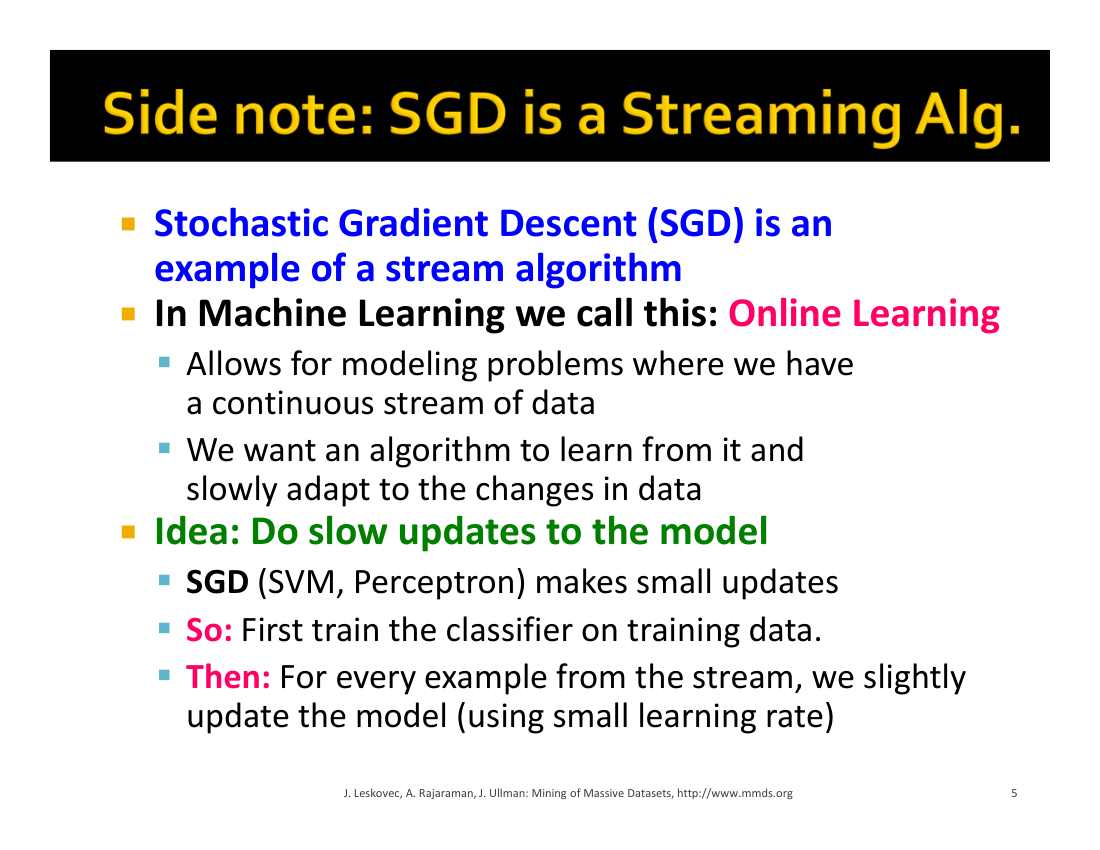 Side note: SGD is a Streaming Alg.
Stochastic Gradient Descent (SGD) is an
example of a stream algorithm
In Machine Learning we call this: Online Learning
Allows for modeling problems where we have
a continuous stream of data
We want an algorithm to learn from it and
slowly adapt to the changes in data
Idea: Do slow updates to the model
SGD (SVM, Perceptron) makes small updates
So: First train the classifier on training data.
Then: For every example from the stream, we slightly
update the model (using small learning rate)
J. Leskovec, A. Rajaraman, J. Ullman: Mining of Massive Datasets, http://www.mmds.org
5